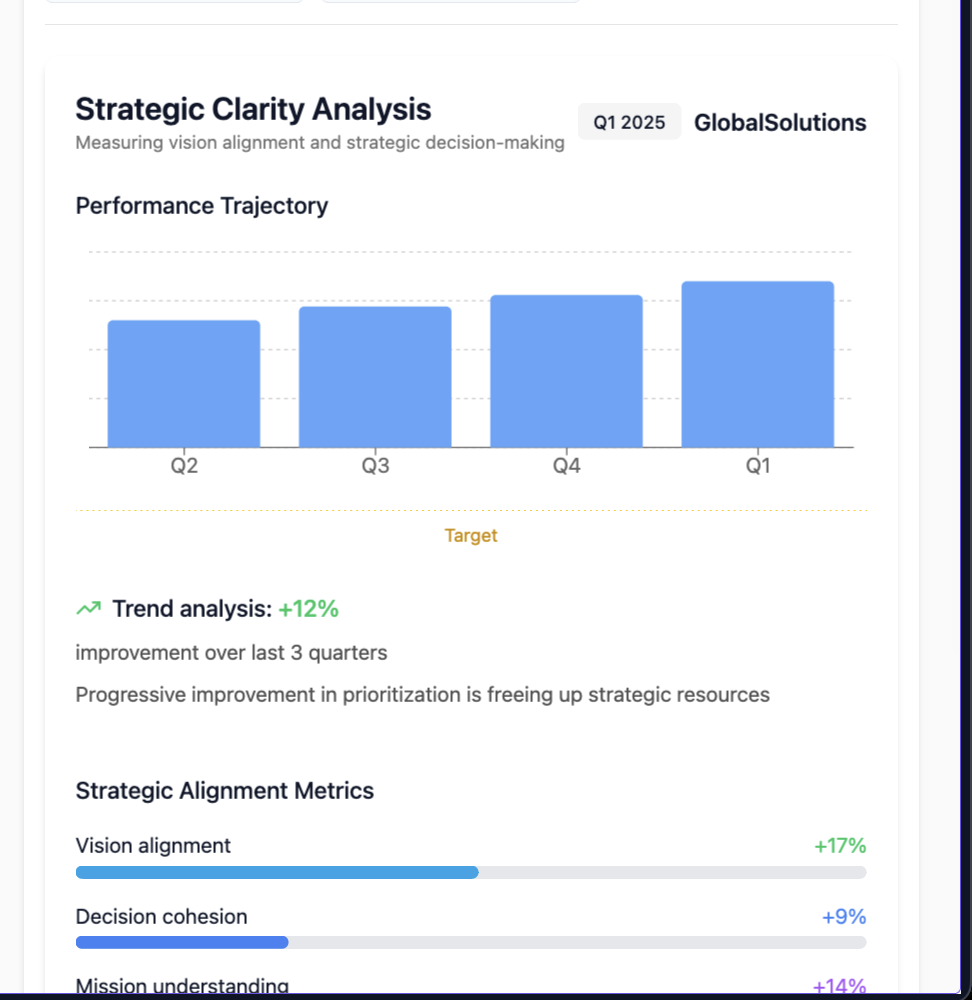 Strategic Clarity Analysis
Measuring vision alignment and strategic decision-making
Q1 2025
GlobalSolutions
Performance Trajectory
Q2
Q3
Q4
Q1
Target
Trend analysis: +12%
improvement over last 3 quarters
Progressive improvement in prioritization is freeing up strategic resources
Strategic Alignment Metrics
Vision alignment +17%
Decision cohesion +9%
Mission understanding +14%